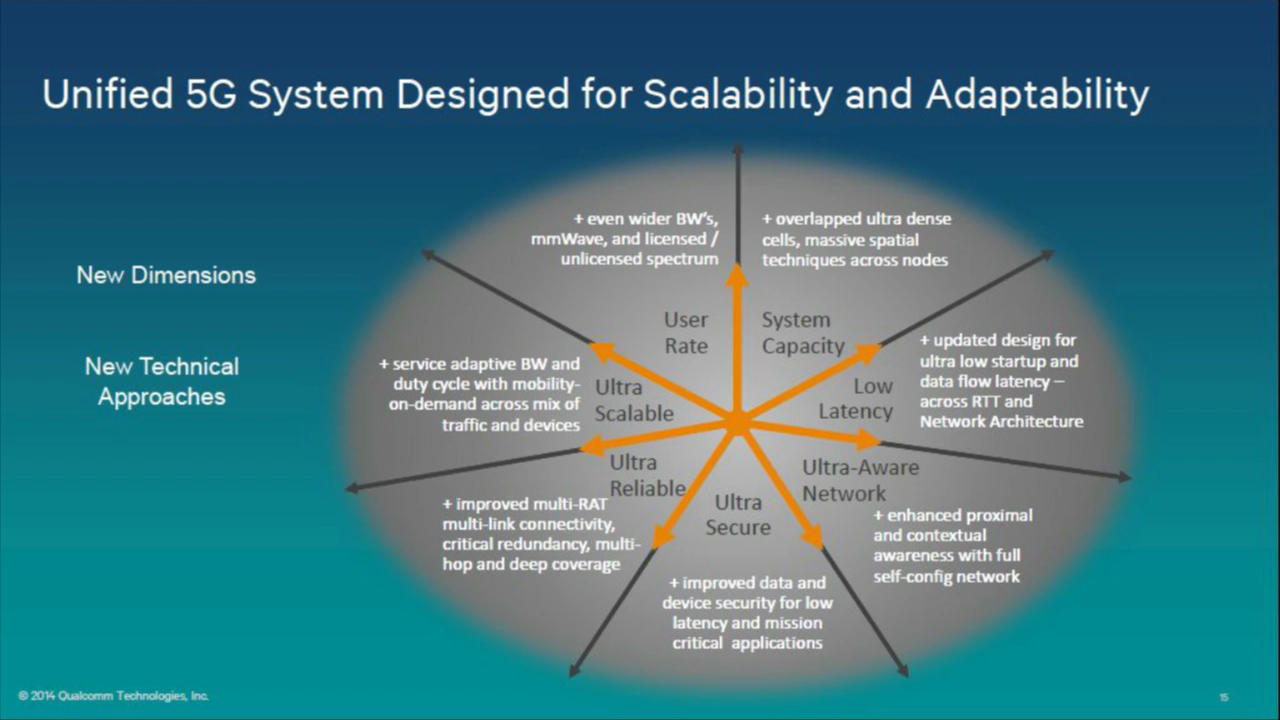 Unified 5G System Designed for Scalability and Adaptability
New Dimensions
New Technical
Approaches
+ even wider BW's,
mmWave, and licensed /
unlicensed spectrum
+ overlapped ultra dense
cells, massive spatial
techniques across nodes
User
Rate
System
Capacity
+ service adaptive BW and
duty cycle with mobility-
on-demand across mix of
traffic and devices
Ultra
Scalable
Low
Latency
+ updated design for
ultra low startup and
data flow latency –
across RTT and
Network Architecture
Ultra
Reliable
Ultra
Secure
Ultra-Aware
Network
+ improved multi-RAT
multi-link connectivity,
critical redundancy, multi-
hop and deep coverage
+ improved data and
device security for low
latency and mission
critical applications
+ enhanced proximal
and contextual
awareness with full
self-config network
© 2014 Qualcomm Technologies, Inc.
15